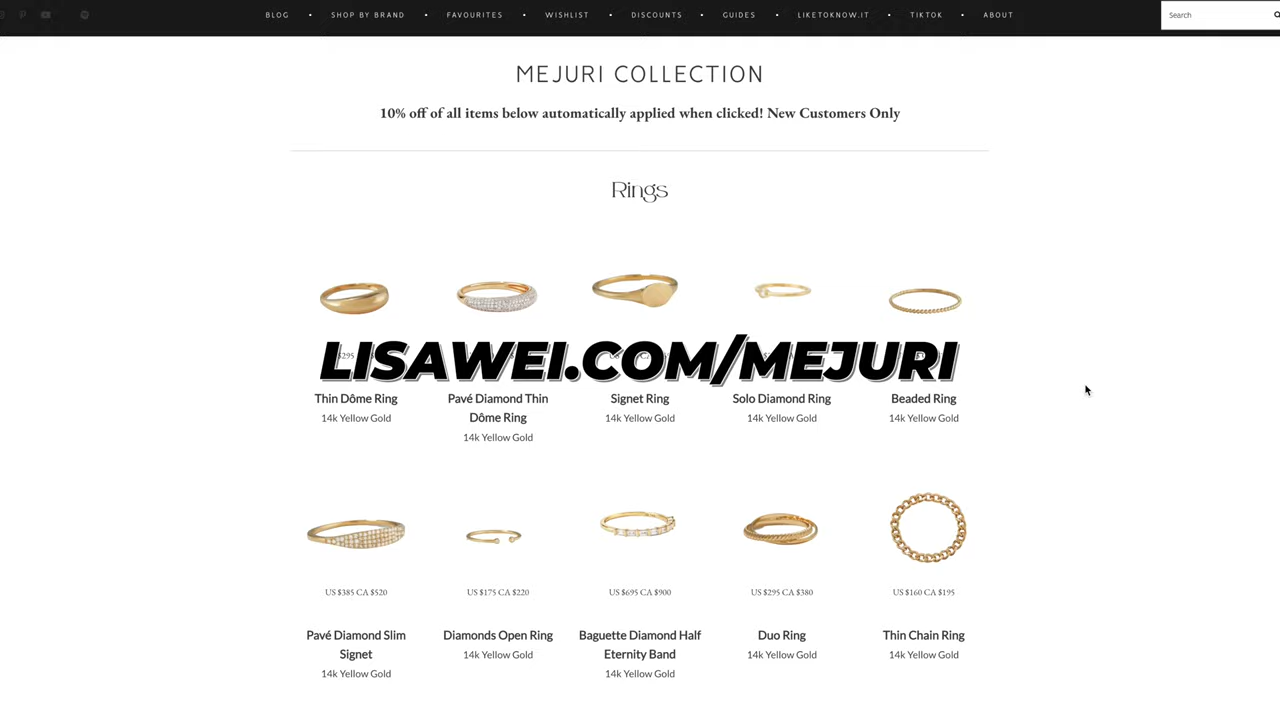 BLOG • SHOP BY BRAND • FAVOURITES • WISHLIST • DISCOUNTS • GUIDES • LIKETOKNOW.IT • TIKTOK • ABOUT
Search
MEJURI COLLECTION
10% off of all items below automatically applied when clicked! New Customers Only
Rings
LISAWEI.COM/MEJURI
Thin Dôme Ring
14k Yellow Gold
Pavé Diamond Thin
Dôme Ring
14k Yellow Gold
Signet Ring
14k Yellow Gold
Solo Diamond Ring
14k Yellow Gold
Beaded Ring
14k Yellow Gold
US $385 CA $520
Pavé Diamond Slim
Signet
14k Yellow Gold
US $175 CA $220
Diamonds Open Ring
14k Yellow Gold
US $695 CA $900
Baguette Diamond Half
Eternity Band
14k Yellow Gold
US $295 CA $380
Duo Ring
14k Yellow Gold
US $160 CA $195
Thin Chain Ring
14k Yellow Gold